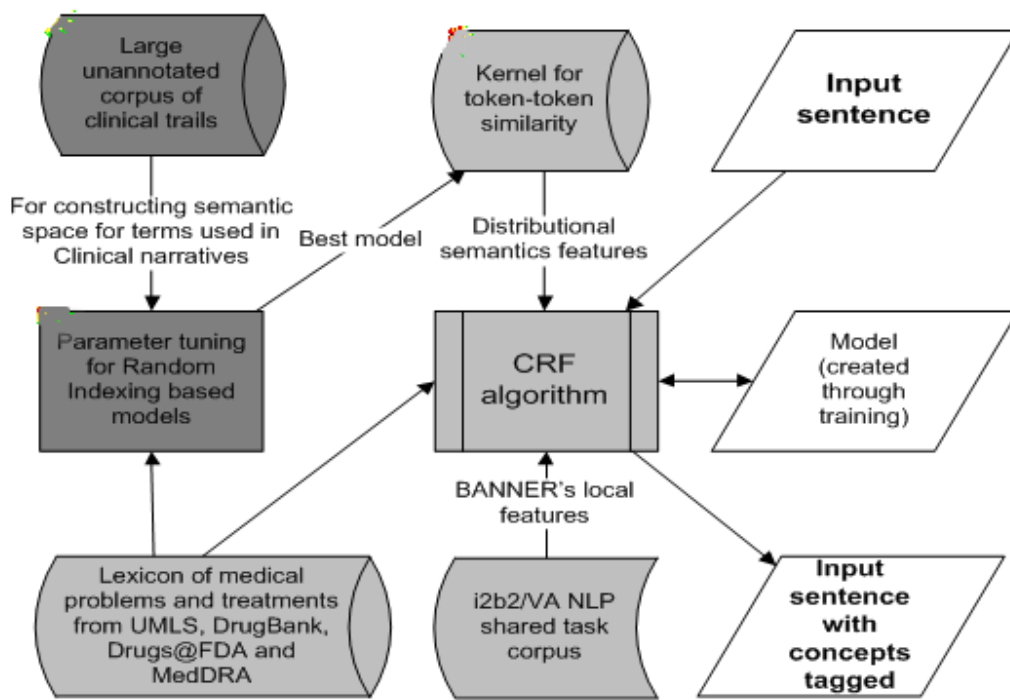 Large
unannotated
corpus of
clinical trails
Kernel for
token-token
similarity
Input
sentence
For constructing semantic
space for terms used in
Clinical narratives
Best model
Distributional
semantics features
Parameter tuning
for Random
Indexing based
models
CRF
algorithm
Model
(created
through
training)
BANNER's local
features
Lexicon of medical
problems and treatments
from UMLS, DrugBank,
Drugs@FDA and
MedDRA
i2b2/VA NLP
shared task
corpus
Input
sentence
with
concepts
tagged